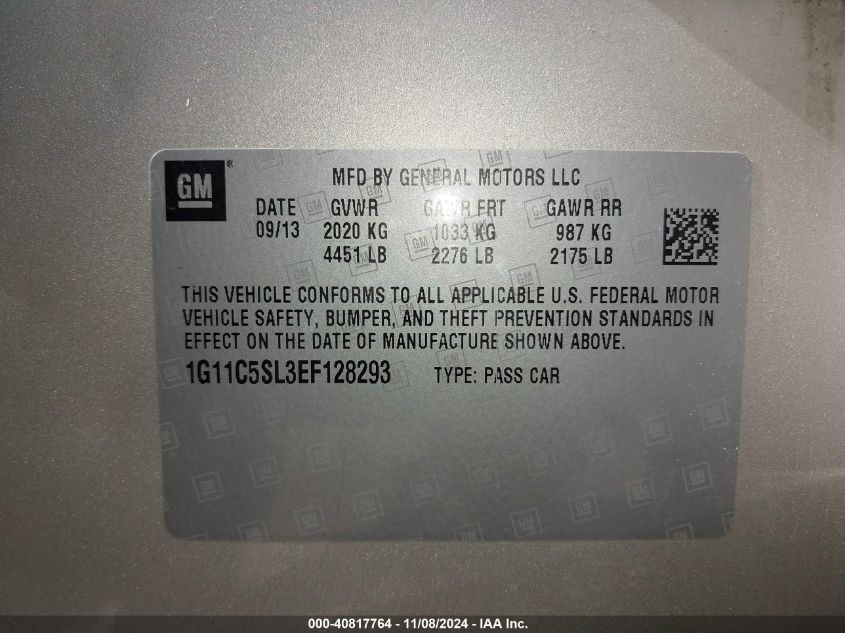 GM ®
MFD BY GENERAL MOTORS LLC
DATE GVWR GAWR FRT GAWR RR
09/13 2020 KG 1033 KG 987 KG
4451 LB 2276 LB 2175 LB
THIS VEHICLE CONFORMS TO ALL APPLICABLE U.S. FEDERAL MOTOR
VEHICLE SAFETY, BUMPER, AND THEFT PREVENTION STANDARDS IN
EFFECT ON THE DATE OF MANUFACTURE SHOWN ABOVE.
1G11C5SL3EF128293 TYPE: PASS CAR
000-40817764 - 11/08/2024 - IAA Inc.